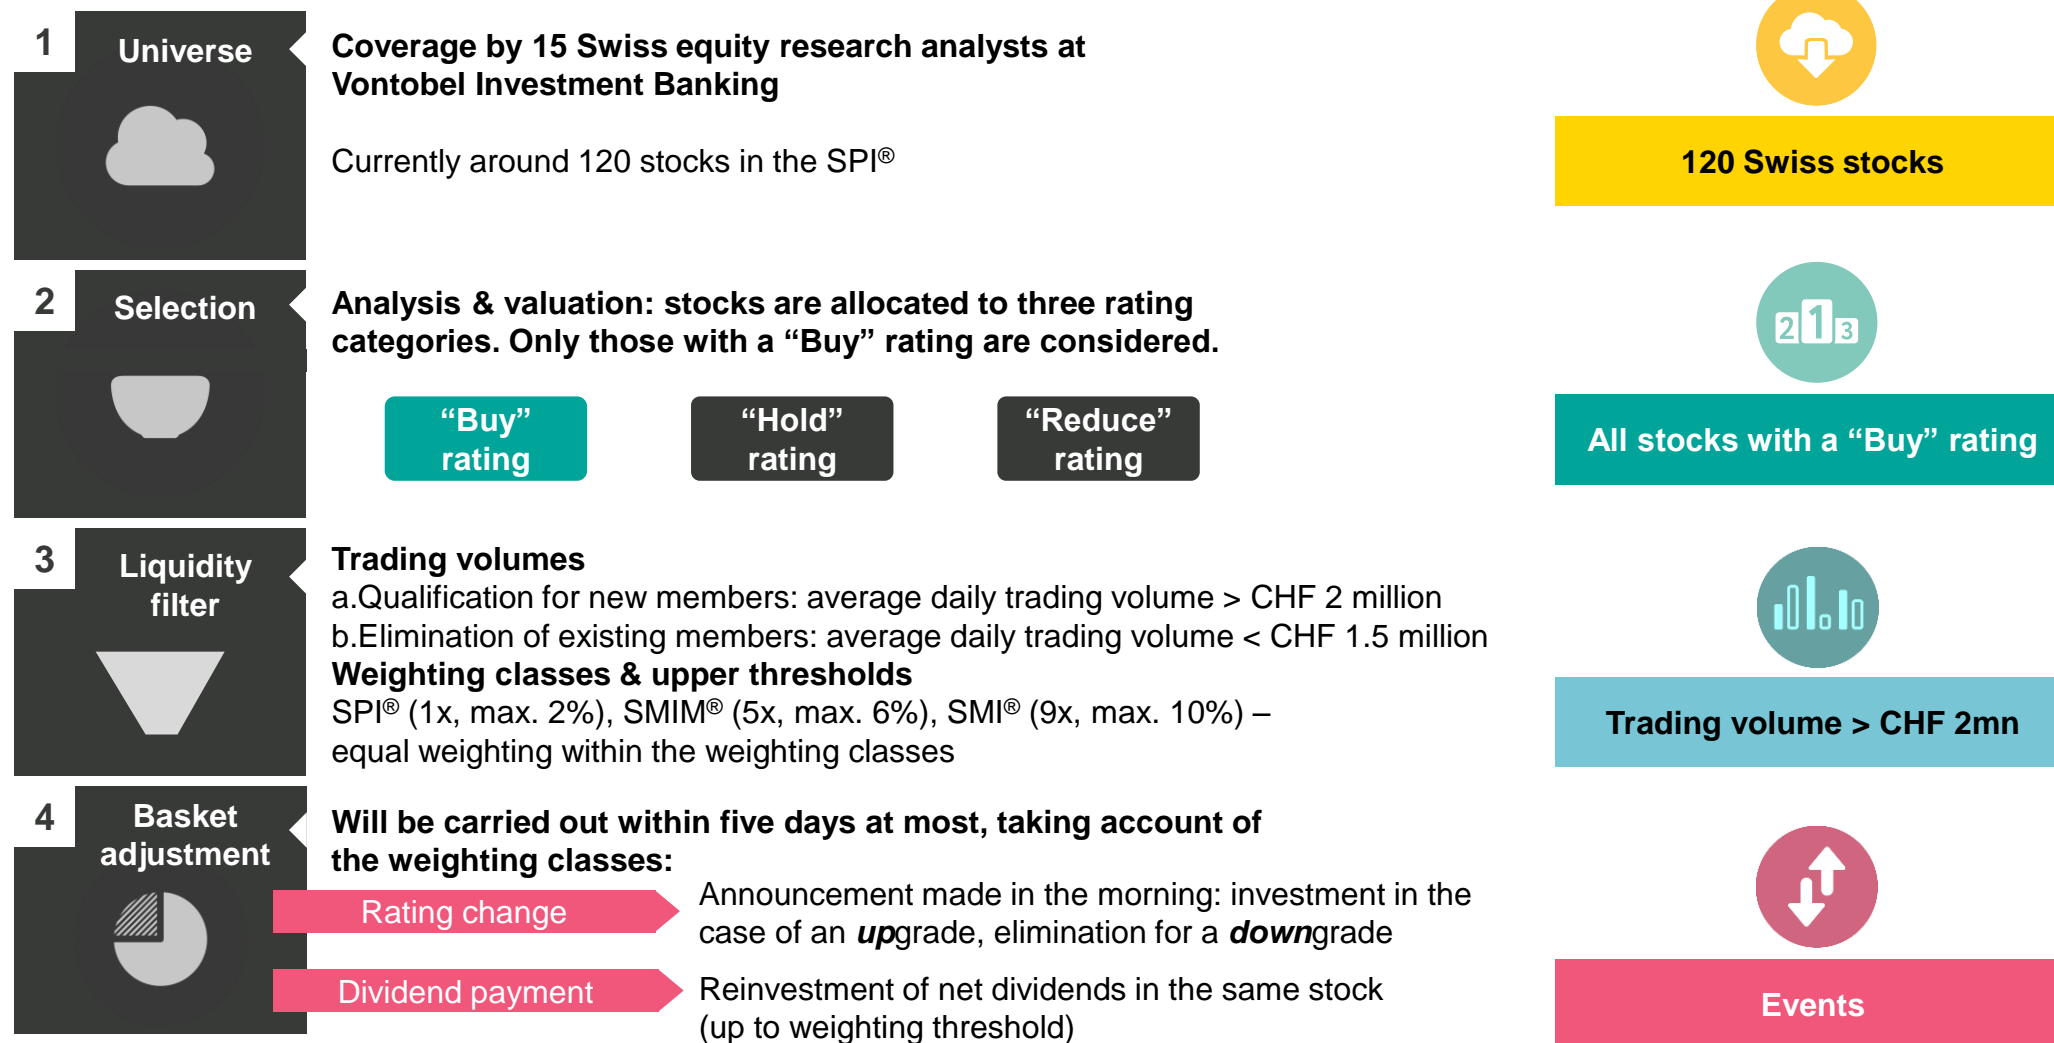 1
Universe
Coverage by 15 Swiss equity research analysts at
Vontobel Investment Banking
Currently around 120 stocks in the SPI®
120 Swiss stocks
2
Selection
Analysis & valuation: stocks are allocated to three rating
categories. Only those with a “Buy” rating are considered.
“Buy”
rating
“Hold”
rating
“Reduce”
rating
2 1 3
All stocks with a “Buy” rating
3
Liquidity
filter
Trading volumes
a.Qualification for new members: average daily trading volume > CHF 2 million
b.Elimination of existing members: average daily trading volume < CHF 1.5 million
Weighting classes & upper thresholds
SPI® (1x, max. 2%), SMIM® (5x, max. 6%), SMI® (9x, max. 10%) –
equal weighting within the weighting classes
Trading volume > CHF 2mn
4
Basket
adjustment
Will be carried out within five days at most, taking account of
the weighting classes:
Rating change
Announcement made in the morning: investment in the
case of an upgrade, elimination for a downgrade
Dividend payment
Reinvestment of net dividends in the same stock
(up to weighting threshold)
Events